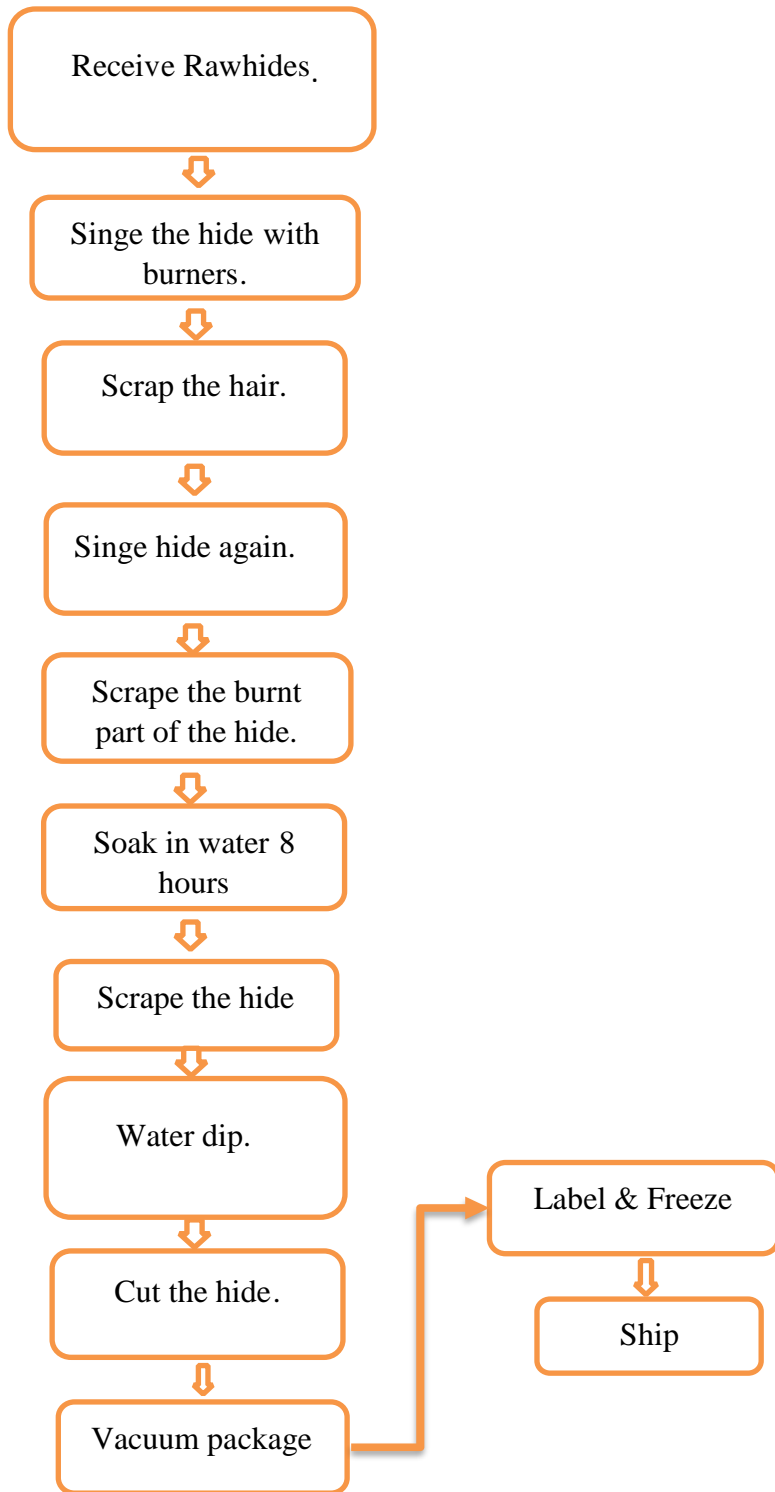 Receive Rawhides.
Singe the hide with
burners.
Scrap the hair.
Singe hide again.
Scrape the burnt
part of the hide.
Soak in water 8
hours
Scrape the hide
Water dip.
Cut the hide.
Vacuum package
Label & Freeze
Ship